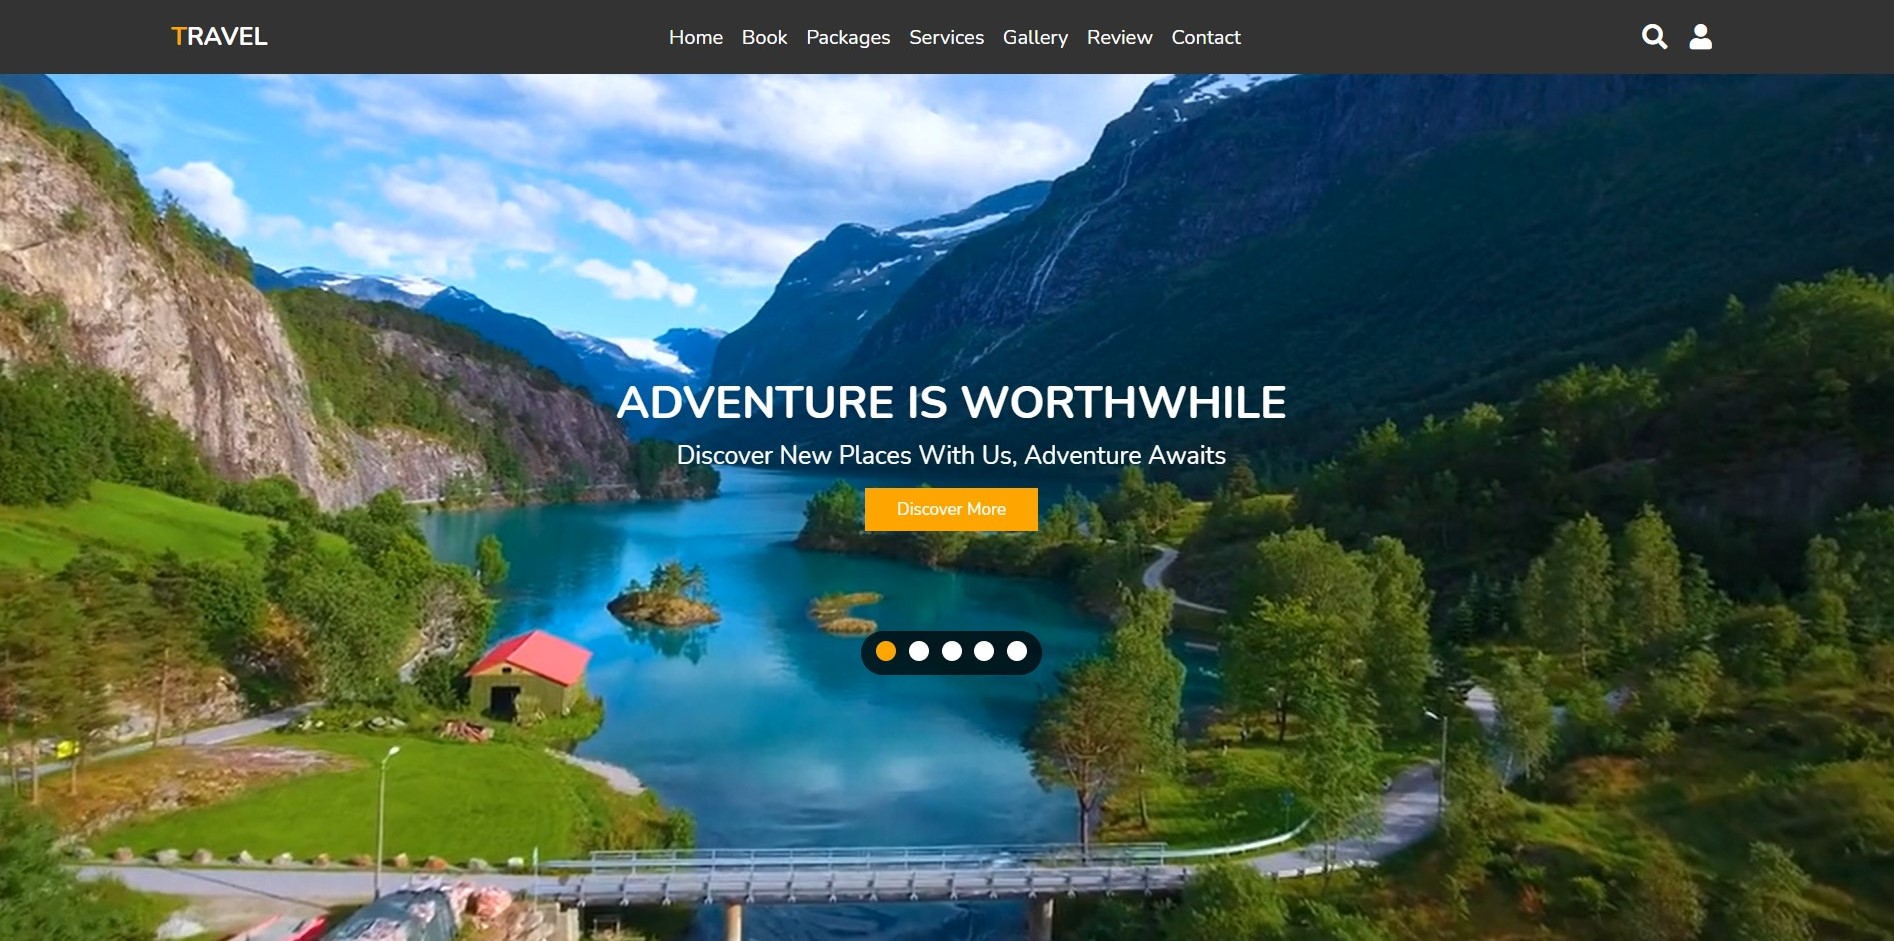 TRAVEL
Home Book Packages Services Gallery Review Contact
ADVENTURE IS WORTHWHILE
Discover New Places With Us, Adventure Awaits
Discover More